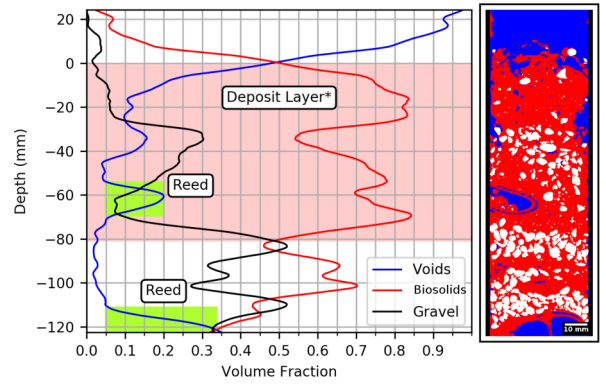 20
0
−20
−40
−60
−80
−100
−120
Depth (mm)
Deposit Layer*
Reed
Reed
Voids
Biosolids
Gravel
0.0 0.1 0.2 0.3 0.4 0.5 0.6 0.7 0.8 0.9
Volume Fraction
10 mm